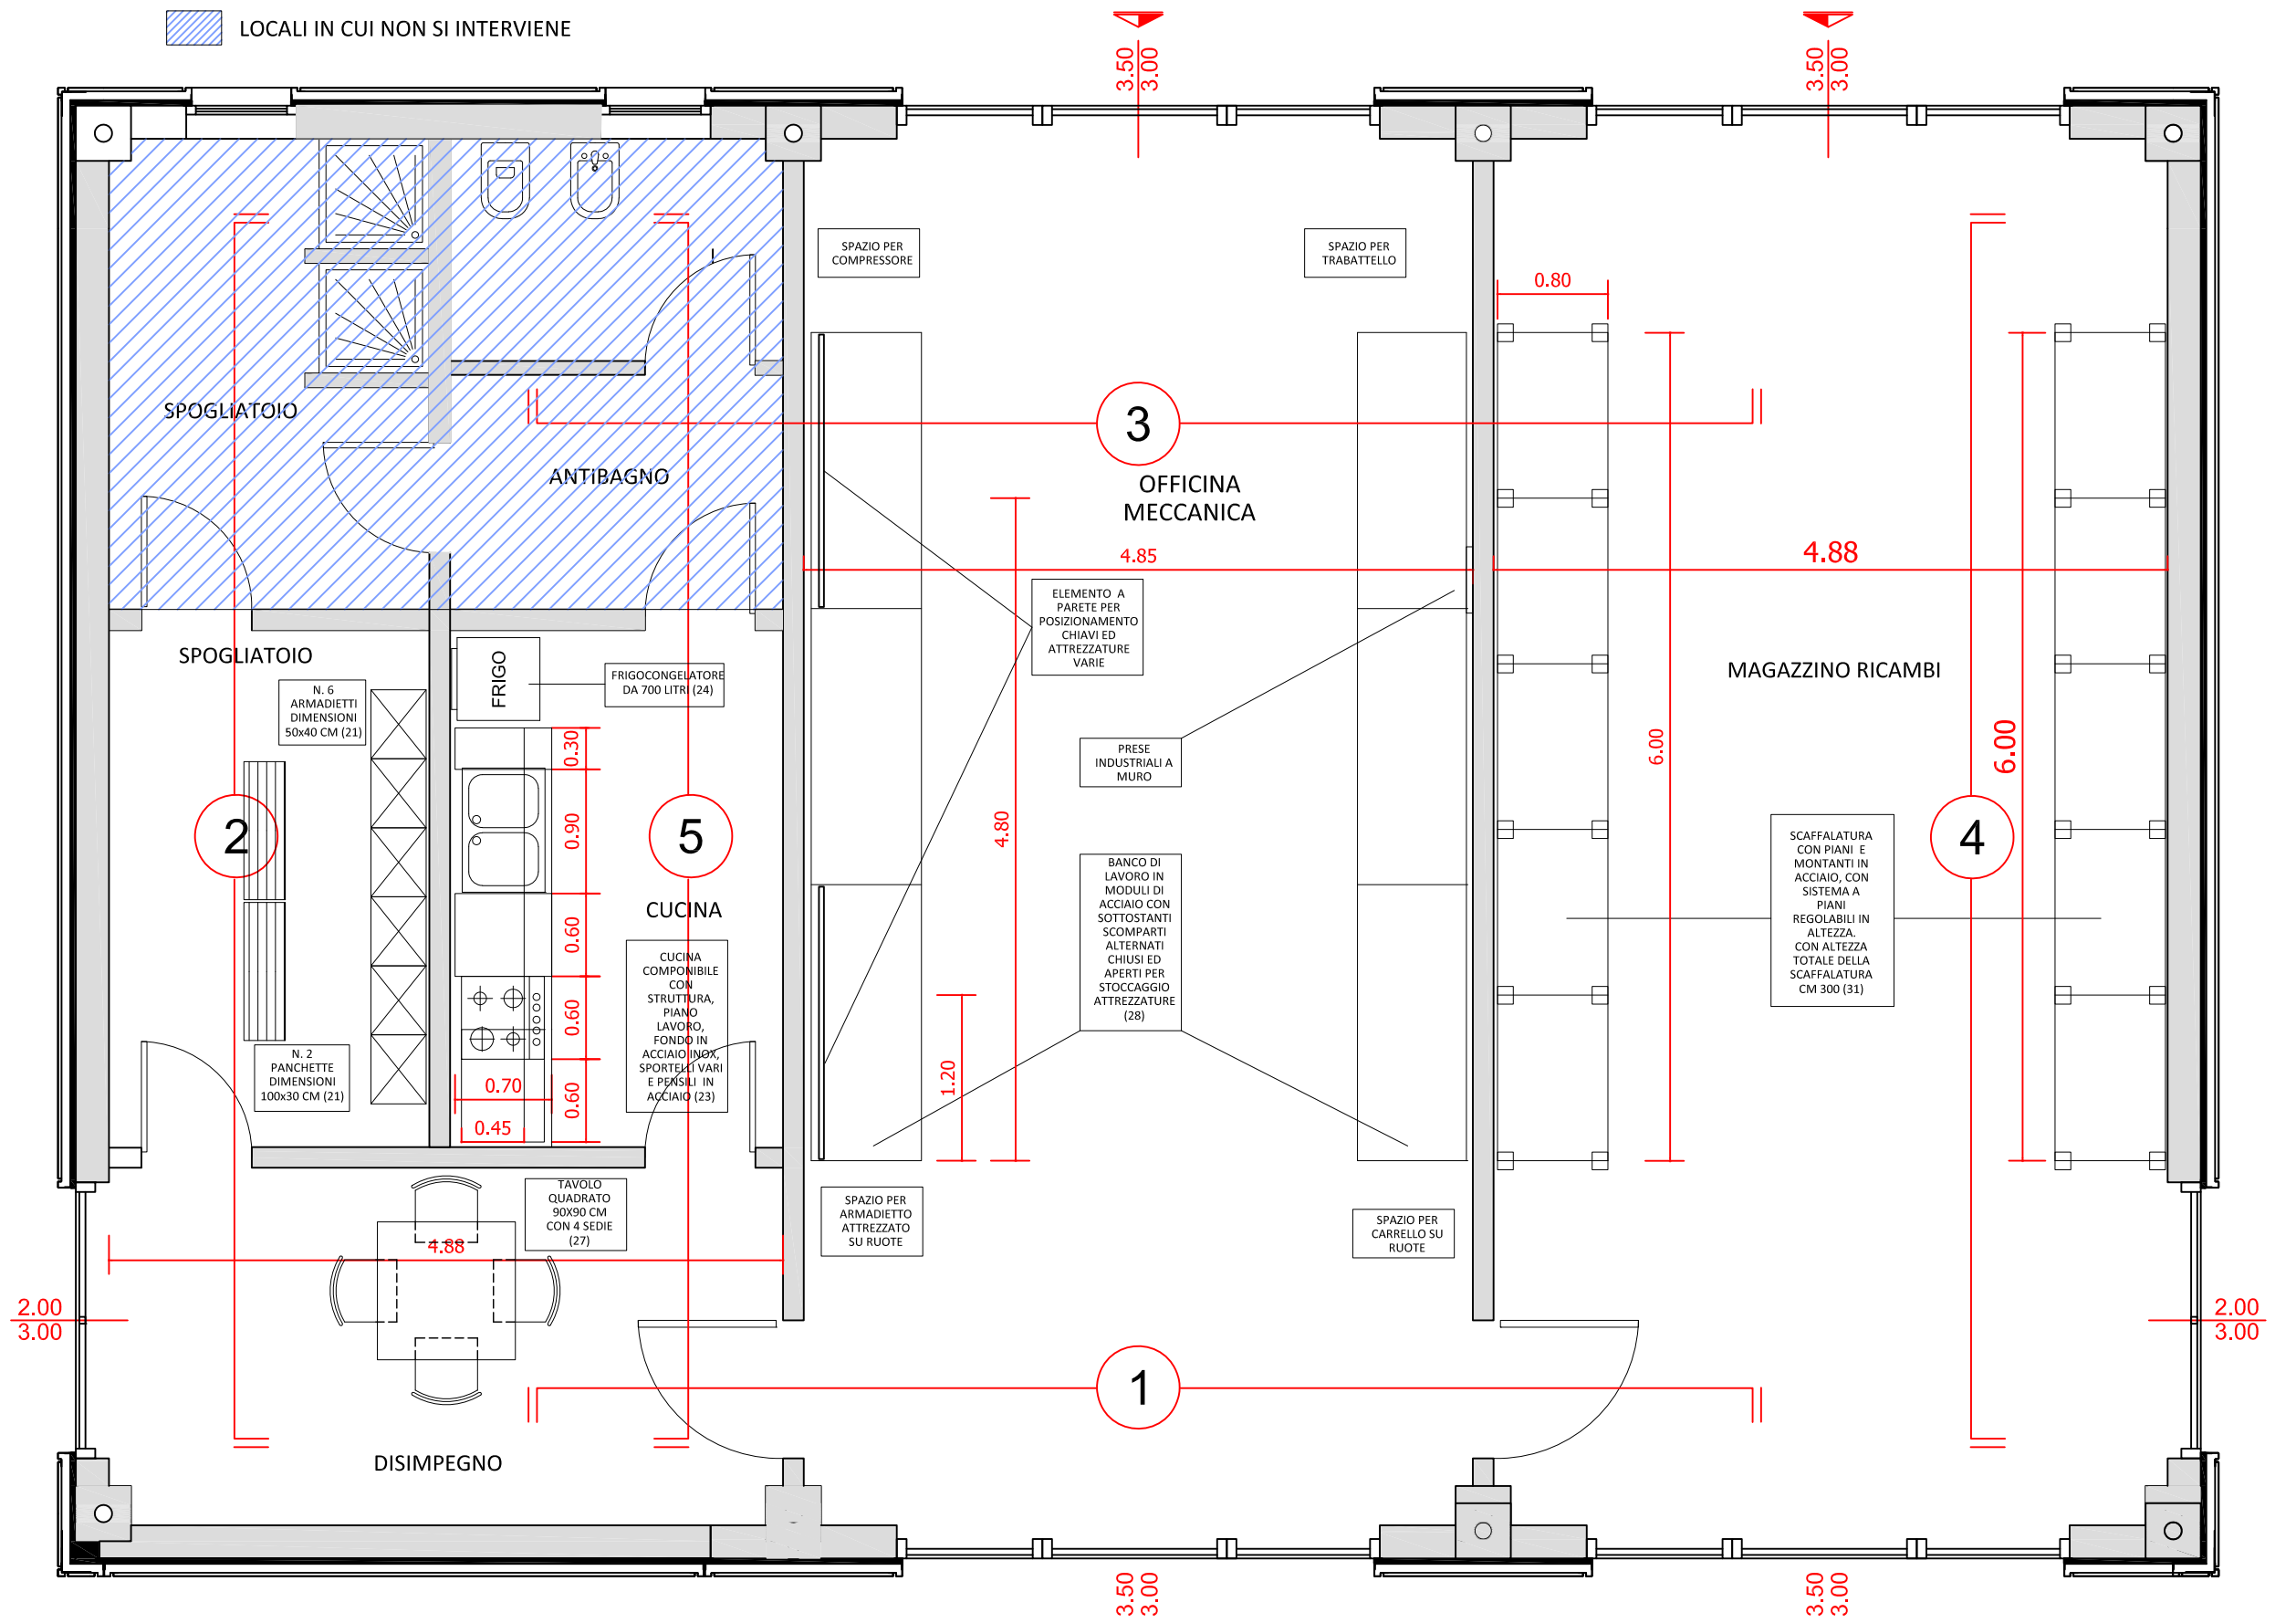 LOCALI IN CUI NON SI INTERVIENE
3.50
3.00
3.50
3.00
SPAZIO PER
COMPRESSORE
SPAZIO PER
TRABATTELLO
0.80
SPOGLIATOIO
ANTIBAGNO
3
OFFICINA
MECCANICA
4.85
4.88
ELEMENTO A
PARETE PER
POSIZIONAMENTO
CHIAVI ED
ATTREZZATURE
VARIE
SPOGLIATOIO
N. 6
ARMADIETTI
DIMENSIONI
50x40 CM (21)
FRIGO
FRIGOCONGELATORE
DA 700 LITRI (24)
MAGAZZINO RICAMBI
0.30
0.90
0.60
0.60
0.60
0.70
0.45
6.00
6.00
PRESE
INDUSTRIALI A
MURO
4.80
1.20
2
5
4
CUCINA
CUCINA
COMPONIBILE
CON
STRUTTURA,
PIANO
LAVORO,
FONDO IN
ACCIAIO INOX,
SPORTELLI VARI
E PENSILI IN
ACCIAIO (23)
BANCO DI
LAVORO IN
MODULI DI
ACCIAIO CON
SOTTOSTANTI
SCOMPARTI
ALTERNATI
CHIUSI ED
APERTI PER
STOCCAGGIO
ATTREZZATURE
(28)
SCAFFALATURA
CON PIANI E
MONTANTI IN
ACCIAIO, CON
SISTEMA A
PIANI
REGOLABILI IN
ALTEZZA.
CON ALTEZZA
TOTALE DELLA
SCAFFALATURA
CM 300 (31)
N. 2
PANCHETTE
DIMENSIONI
100x30 CM (21)
TAVOLO
QUADRATO
90X90 CM
CON 4 SEDIE
(27)
SPAZIO PER
ARMADIETTO
ATTREZZATO
SU RUOTE
SPAZIO PER
CARRELLO SU
RUOTE
4.88
2.00
3.00
2.00
3.00
1
DISIMPEGNO
3.50
3.00
3.50
3.00